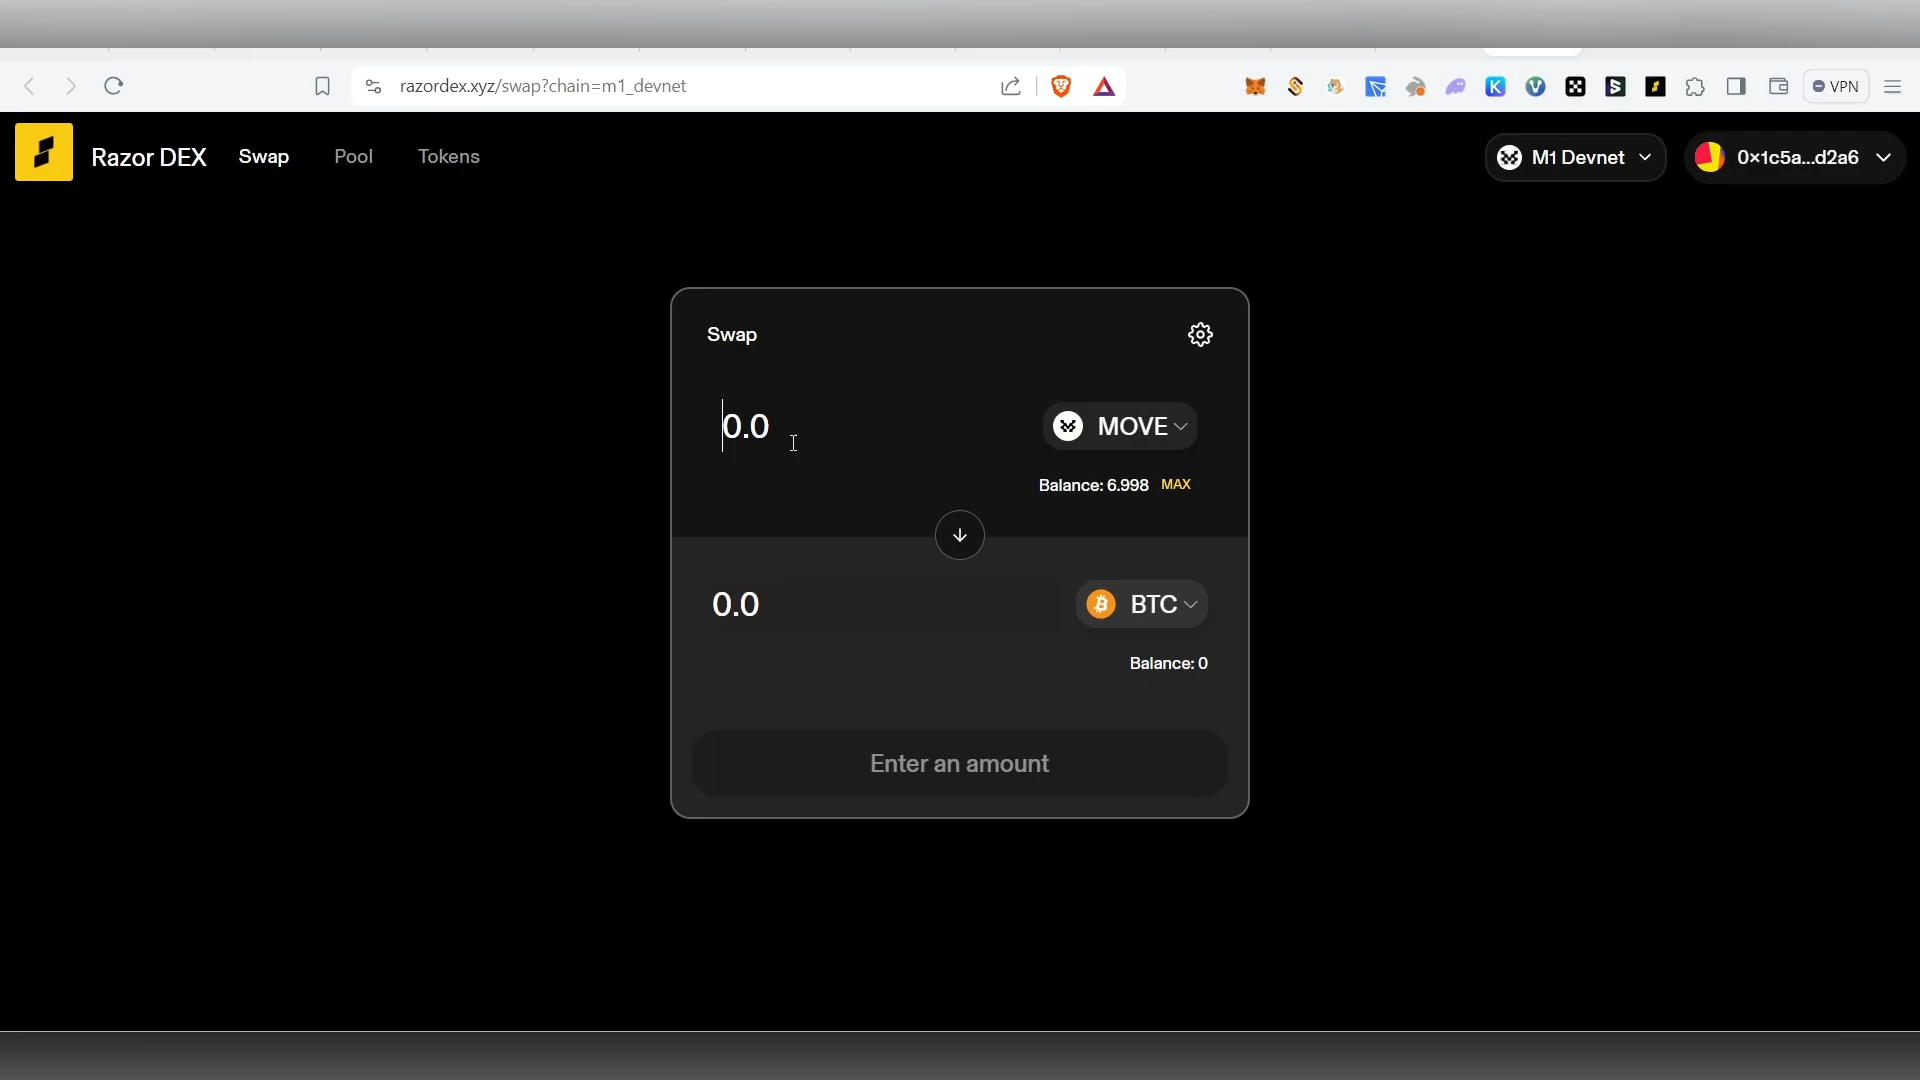 razordex.xyz/swap?chain=m1_devnet
VPN
Razor DEX
Swap
Pool
Tokens
M1 Devnet
0x1c5a...d2a6
Swap
0.0
MOVE
Balance: 6.998 MAX
0.0
BTC
Balance: 0
Enter an amount